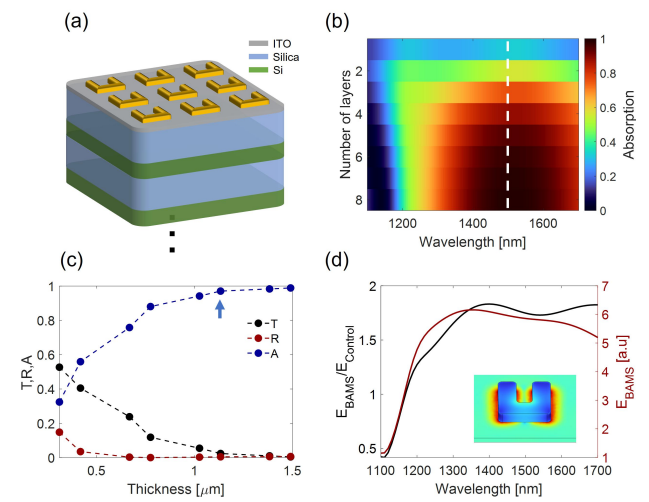 (a)
ITO
Silica
Si
(b)
Number of layers
2
4
6
8
1200
1400
1600
Wavelength [nm]
1
0.8
0.6
0.4
0.2
0
Absorption
(c)
T,R,A
1
0.8
0.6
0.4
0.2
0
T
R
A
0.5
1
1.5
Thickness [μm]
(d)
E_BAMS/E_Control
2
1.5
1
0.5
7
6
5
4
3
2
1
E_BAMS [a.u]
1100
1200
1300
1400
1500
1600
1700
Wavelength [nm]